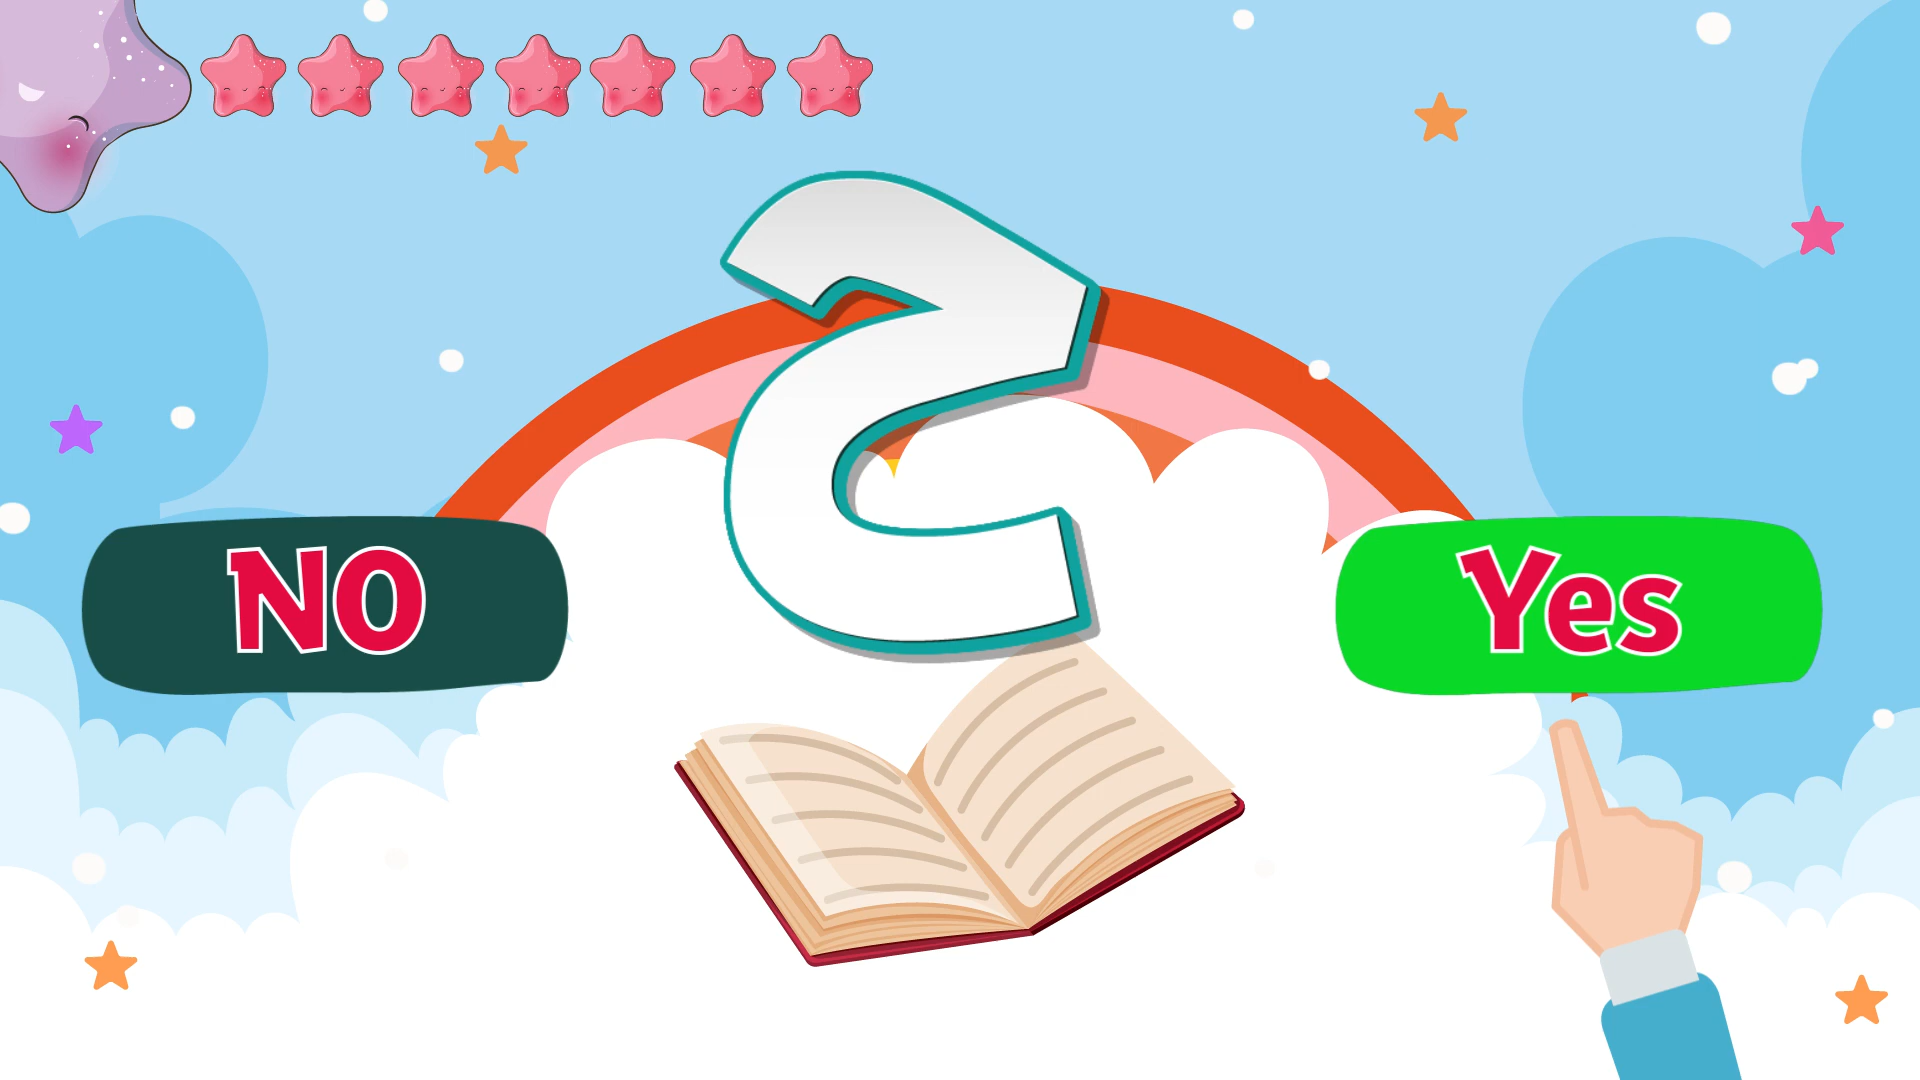 ح
NO
Yes